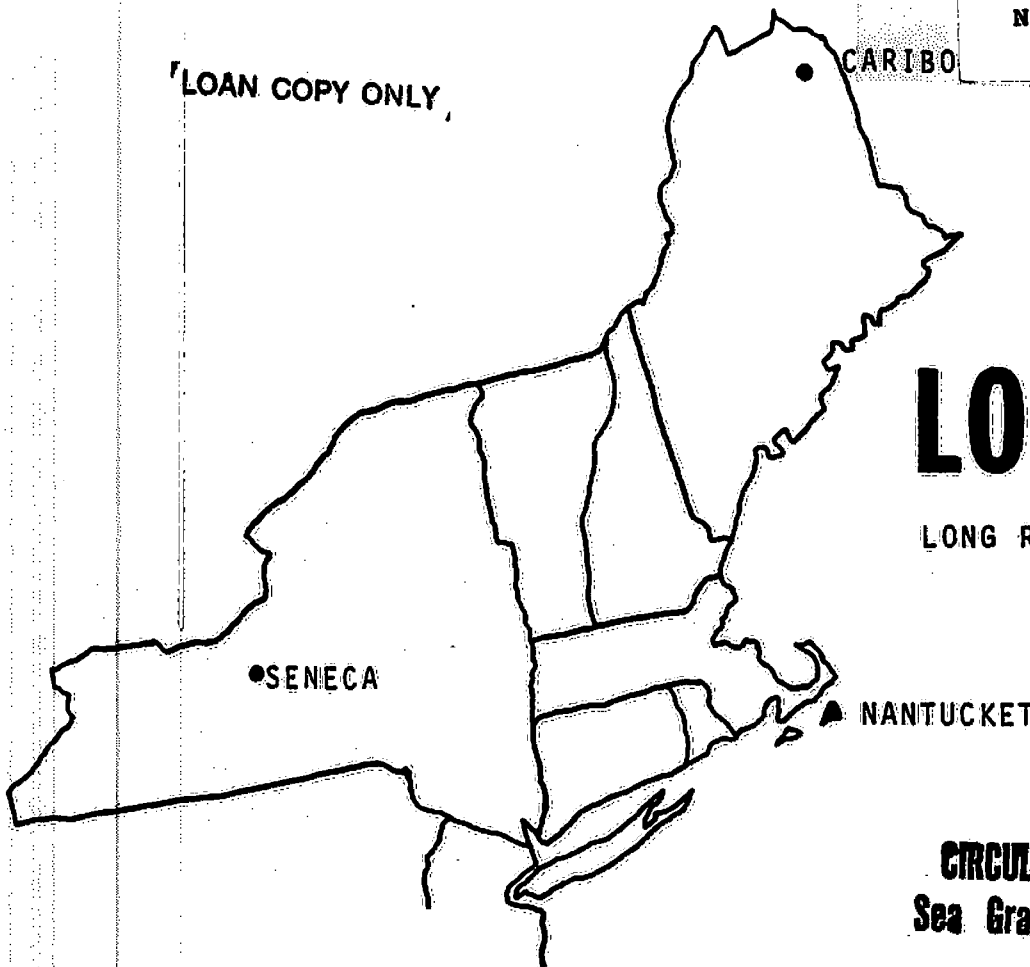 N
CARIBO
LOAN COPY ONLY
LO
LONG R
SENECA
NANTUCKET
CIRCUL
Sea Gra